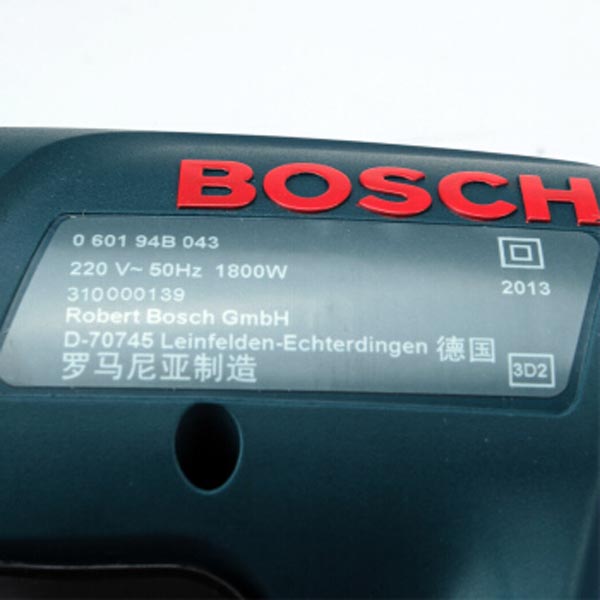 BOSCH
0 601 94B 043
220 V~ 50Hz 1800W
2013
310000139
Robert Bosch GmbH
D-70745 Leinfelden-Echterdingen 德国
罗马尼亚制造
3D2